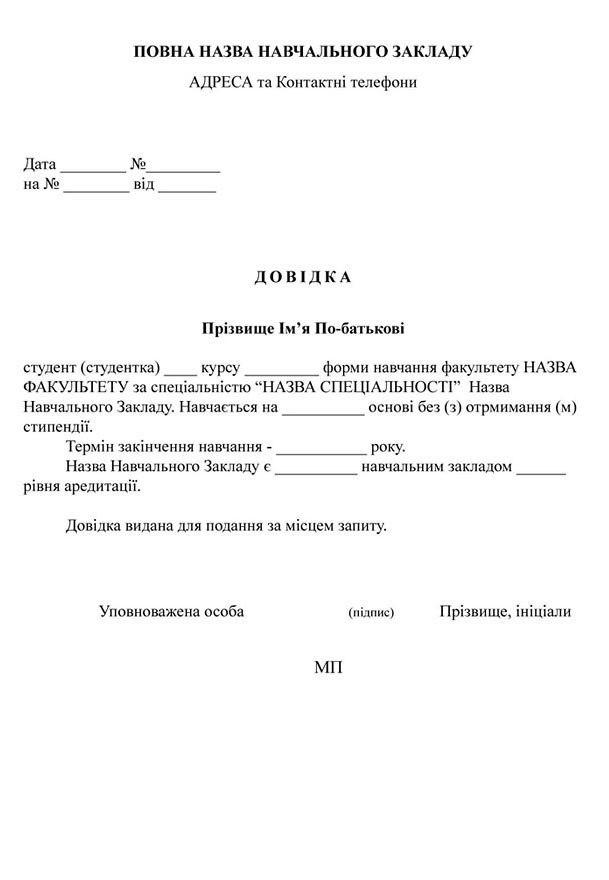 ПОВНА НАЗВА НАВЧАЛЬНОГО ЗАКЛАДУ
АДРЕСА та Контактні телефони
Дата ________ №_________
на № ________ від _______
Д О В І Д К А
Прізвище Ім’я По-батькові
студент (студентка) ____ курсу _________ форми навчання факультету НАЗВА
ФАКУЛЬТЕТУ за спеціальністю “НАЗВА СПЕЦІАЛЬНОСТІ” Назва
Навчального Закладу. Навчається на __________ основі без (з) отрмимання (м)
стипендії.
Термін закінчення навчання - ___________ року.
Назва Навчального Закладу є __________ навчальним закладом ______
рівня аредитації.
Довідка видана для подання за місцем запиту.
Уповноважена особа (підпис) Прізвище, ініціали
МП